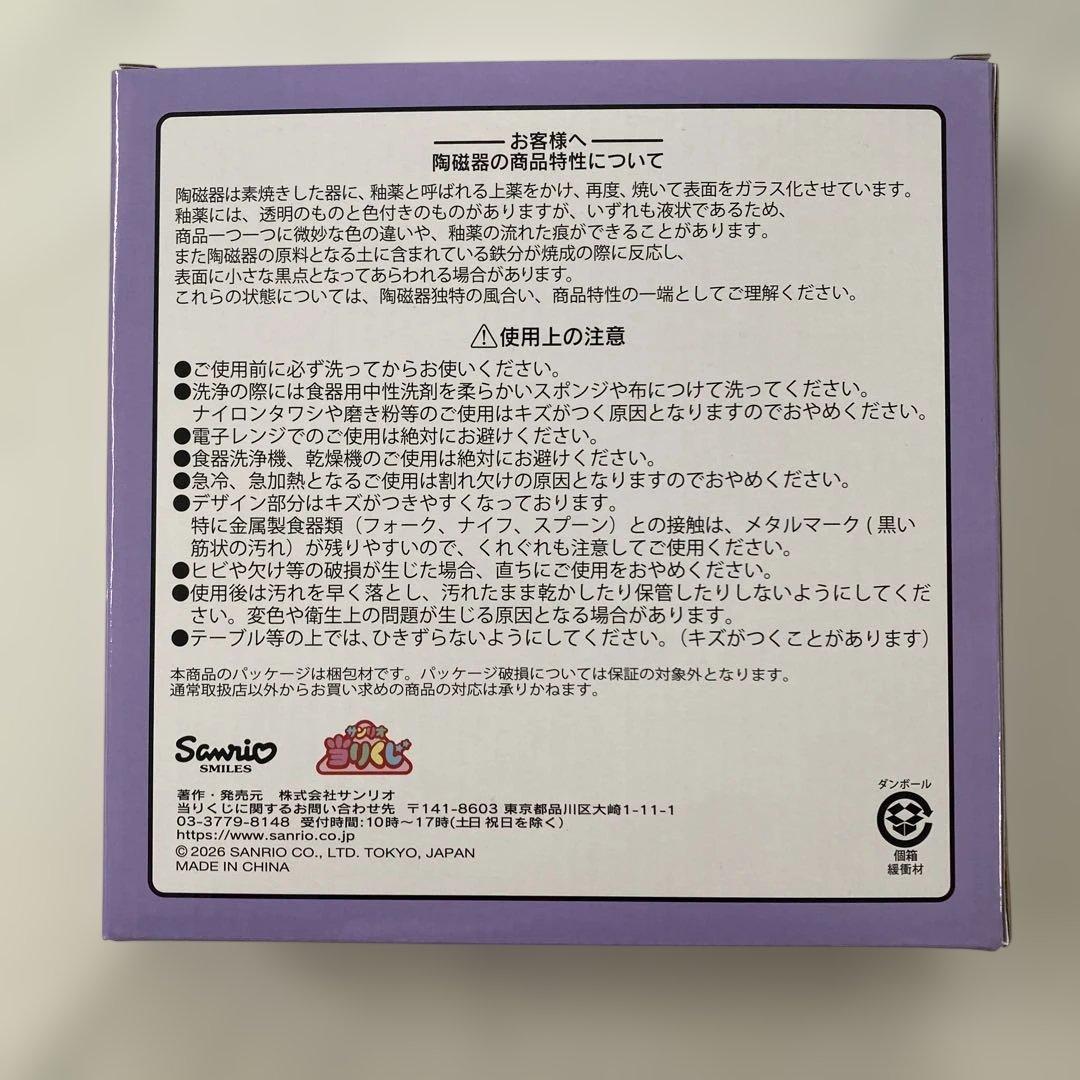 お客様へ
陶磁器の商品特性について
陶磁器は素焼きした器に、釉薬と呼ばれる上薬をかけ、再度、焼いて表面をガラス化させています。
釉薬には、透明のものと色付きのものがありますが、いずれも液状であるため、
商品一つ一つに微妙な色の違いや、釉薬の流れた痕ができることがあります。
また陶磁器の原料となる土に含まれている鉄分が焼成の際に反応し、
表面に小さな黒点となってあらわれる場合があります。
これらの状態については、陶磁器独特の風合い、商品特性の一端としてご理解ください。
⚠使用上の注意
●ご使用前に必ず洗ってからお使いください。
●洗浄の際には食器用中性洗剤を柔らかいスポンジや布につけて洗ってください。
ナイロンタワシや磨き粉等のご使用はキズがつく原因となりますのでおやめください。
●電子レンジでのご使用は絶対にお避けください。
●食器洗浄機、乾燥機のご使用は絶対にお避けください。
●急冷、急加熱となるご使用は割れ欠けの原因となりますのでおやめください。
●デザイン部分はキズがつきやすくなっております。
特に金属製食器類（フォーク、ナイフ、スプーン）との接触は、メタルマーク ( 黒い
筋状の汚れ）が残りやすいので、くれぐれも注意してご使用ください。
●ヒビや欠け等の破損が生じた場合、直ちにご使用をおやめください。
●使用後は汚れを早く落とし、汚れたまま乾かしたり保管したりしないようにしてくだ
さい。変色や衛生上の問題が生じる原因となる場合があります。
●テーブル等の上では、ひきずらないようにしてください。（キズがつくことがあります）
本商品のパッケージは梱包材です。パッケージ破損については保証の対象外となります。
通常取扱店以外からお買い求めの商品の対応は承りかねます。
Sanrio
SMILES
サンリオ
当りくじ
著作・発売元　株式会社サンリオ
当りくじに関するお問い合わせ先　〒141-8603 東京都品川区大崎1-11-1
03-3779-8148 受付時間:10時～17時(土日祝日を除く)
https://www.sanrio.co.jp
© 2026 SANRIO CO., LTD. TOKYO, JAPAN
MADE IN CHINA
ダンボール
個箱
緩衝材